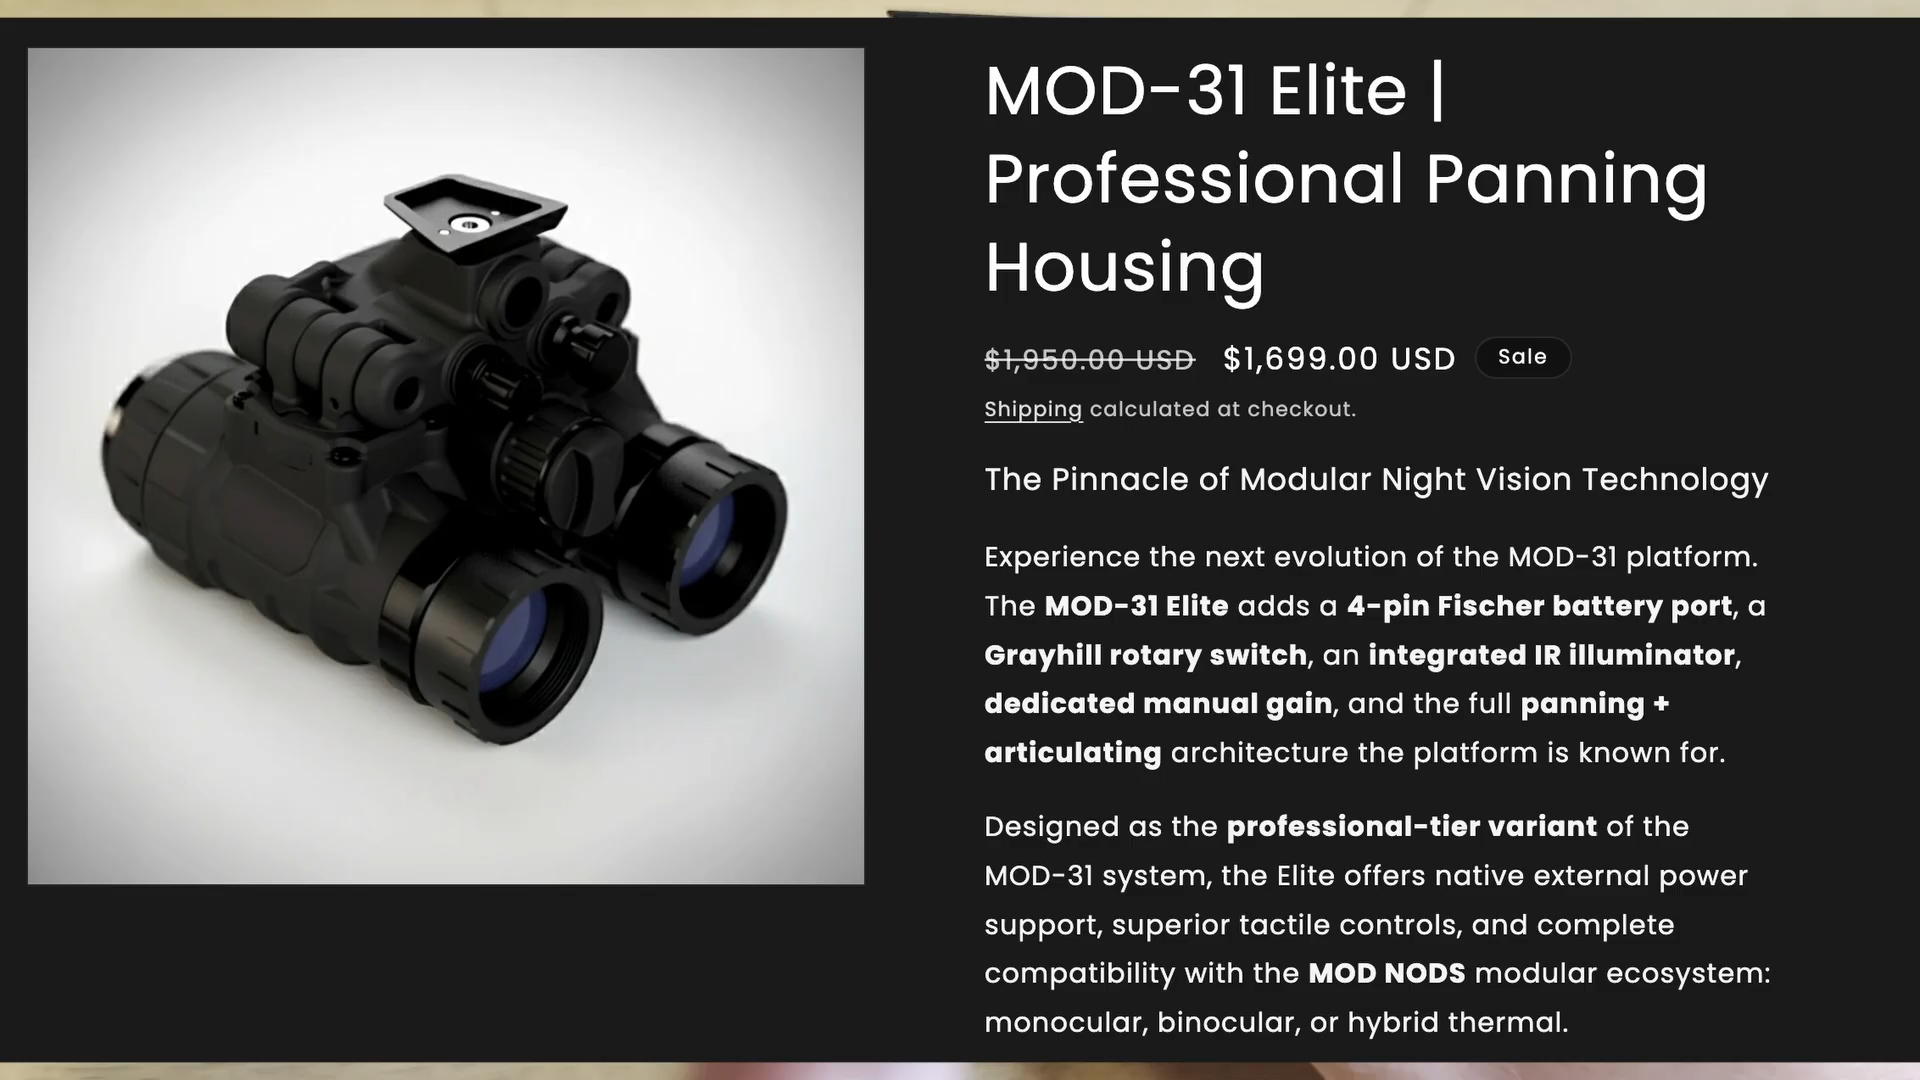 MOD-31 Elite |
Professional Panning
Housing
$1,950.00 USD $1,699.00 USD Sale
Shipping calculated at checkout.
The Pinnacle of Modular Night Vision Technology
Experience the next evolution of the MOD-31 platform.
The MOD-31 Elite adds a 4-pin Fischer battery port, a
Grayhill rotary switch, an integrated IR illuminator,
dedicated manual gain, and the full panning +
articulating architecture the platform is known for.
Designed as the professional-tier variant of the
MOD-31 system, the Elite offers native external power
support, superior tactile controls, and complete
compatibility with the MOD NODS modular ecosystem:
monocular, binocular, or hybrid thermal.